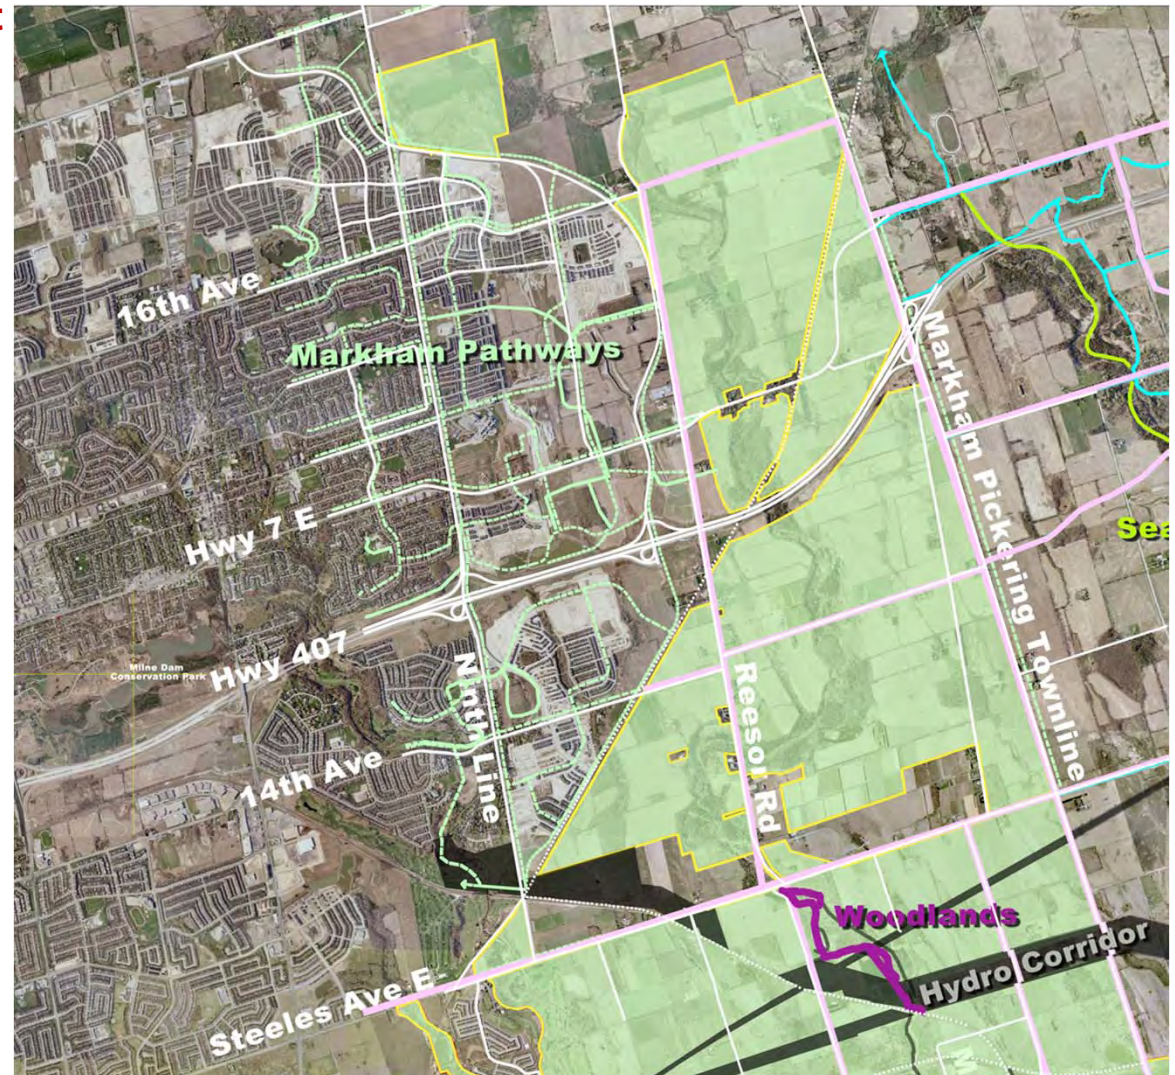 16th Ave
Markham Pathways
Markham Pickering Townline
Hwy 7 E
Sea
Milne Dam
Conservation Park
Hwy 407
Ninth Line
Reesor Rd
14th Ave
Woodlands
Hydro Corridor
Steeles Ave E